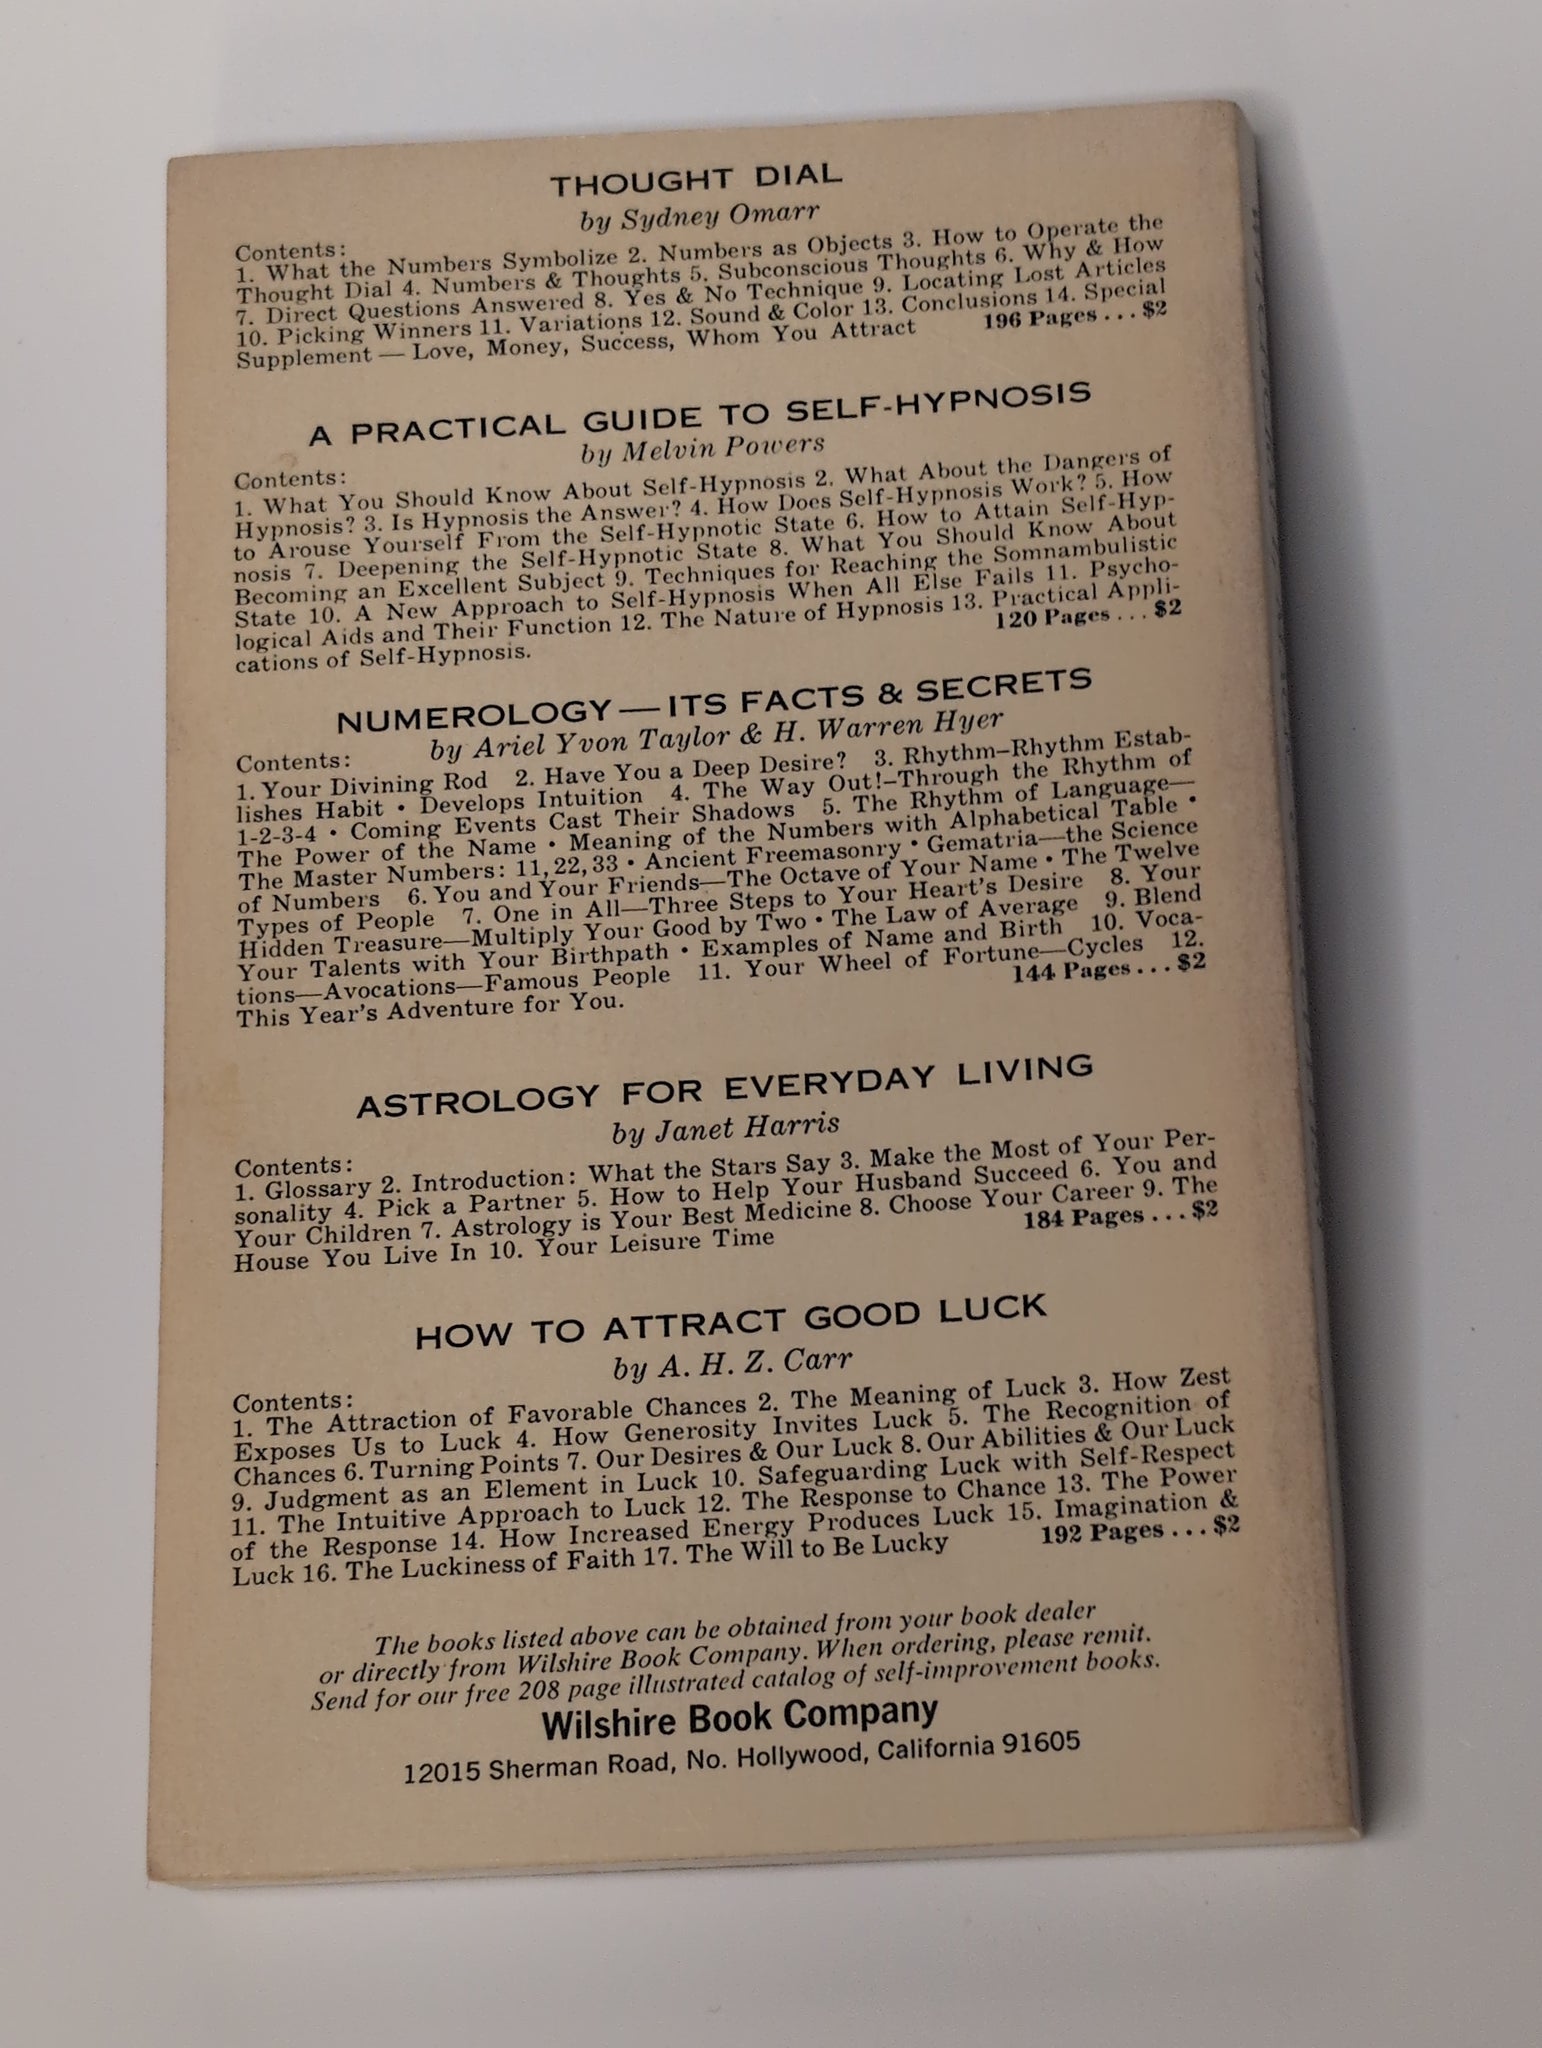 THOUGHT DIAL
by Sydney Omarr
Contents:
1. What the Numbers Symbolize 2. Numbers as Objects 3. How to Operate the
Thought Dial 4. Numbers & Thoughts 5. Subconscious Thoughts 6. Why & How
7. Direct Questions Answered 8. Yes & No Technique 9. Locating Lost Articles
10. Picking Winners 11. Variations 12. Sound & Color 13. Conclusions 14. Special
Supplement — Love, Money, Success, Whom You Attract 196 Pages . . . $2
A PRACTICAL GUIDE TO SELF-HYPNOSIS
by Melvin Powers
Contents:
1. What You Should Know About Self-Hypnosis 2. What About the Dangers of
Hypnosis? 3. Is Hypnosis the Answer? 4. How Does Self-Hypnosis Work? 5. How
to Arouse Yourself From the Self-Hypnotic State 6. How to Attain Self-Hyp-
nosis 7. Deepening the Self-Hypnotic State 8. What You Should Know About
Becoming an Excellent Subject 9. Techniques for Reaching the Somnambulistic
State 10. A New Approach to Self-Hypnosis When All Else Fails 11. Psycho-
logical Aids and Their Function 12. The Nature of Hypnosis 13. Practical Appli-
cations of Self-Hypnosis. 120 Pages . . . $2
NUMEROLOGY — ITS FACTS & SECRETS
by Ariel Yvon Taylor & H. Warren Hyer
Contents:
1. Your Divining Rod 2. Have You a Deep Desire? 3. Rhythm–Rhythm Estab-
lishes Habit • Develops Intuition 4. The Way Out!–Through the Rhythm of
1-2-3-4 • Coming Events Cast Their Shadows 5. The Rhythm of Language—
The Power of the Name • Meaning of the Numbers with Alphabetical Table •
The Master Numbers: 11, 22, 33 • Ancient Freemasonry • Gematria—the Science
of Numbers 6. You and Your Friends—The Octave of Your Name • The Twelve
Types of People 7. One in All—Three Steps to Your Heart's Desire 8. Your
Hidden Treasure—Multiply Your Good by Two • The Law of Average 9. Blend
Your Talents with Your Birthpath • Examples of Name and Birth 10. Voca-
tions—Avocations—Famous People 11. Your Wheel of Fortune—Cycles 12.
This Year's Adventure for You. 144 Pages . . . $2
ASTROLOGY FOR EVERYDAY LIVING
by Janet Harris
Contents:
1. Glossary 2. Introduction: What the Stars Say 3. Make the Most of Your Per-
sonality 4. Pick a Partner 5. How to Help Your Husband Succeed 6. You and
Your Children 7. Astrology is Your Best Medicine 8. Choose Your Career 9. The
House You Live In 10. Your Leisure Time 184 Pages . . . $2
HOW TO ATTRACT GOOD LUCK
by A. H. Z. Carr
Contents:
1. The Attraction of Favorable Chances 2. The Meaning of Luck 3. How Zest
Exposes Us to Luck 4. How Generosity Invites Luck 5. The Recognition of
Chances 6. Turning Points 7. Our Desires & Our Luck 8. Our Abilities & Our Luck
9. Judgment as an Element in Luck 10. Safeguarding Luck with Self-Respect
11. The Intuitive Approach to Luck 12. The Response to Chance 13. The Power
of the Response 14. How Increased Energy Produces Luck 15. Imagination &
Luck 16. The Luckiness of Faith 17. The Will to Be Lucky 192 Pages . . . $2
The books listed above can be obtained from your book dealer
or directly from Wilshire Book Company. When ordering, please remit.
Send for our free 208 page illustrated catalog of self-improvement books.
Wilshire Book Company
12015 Sherman Road, No. Hollywood, California 91605